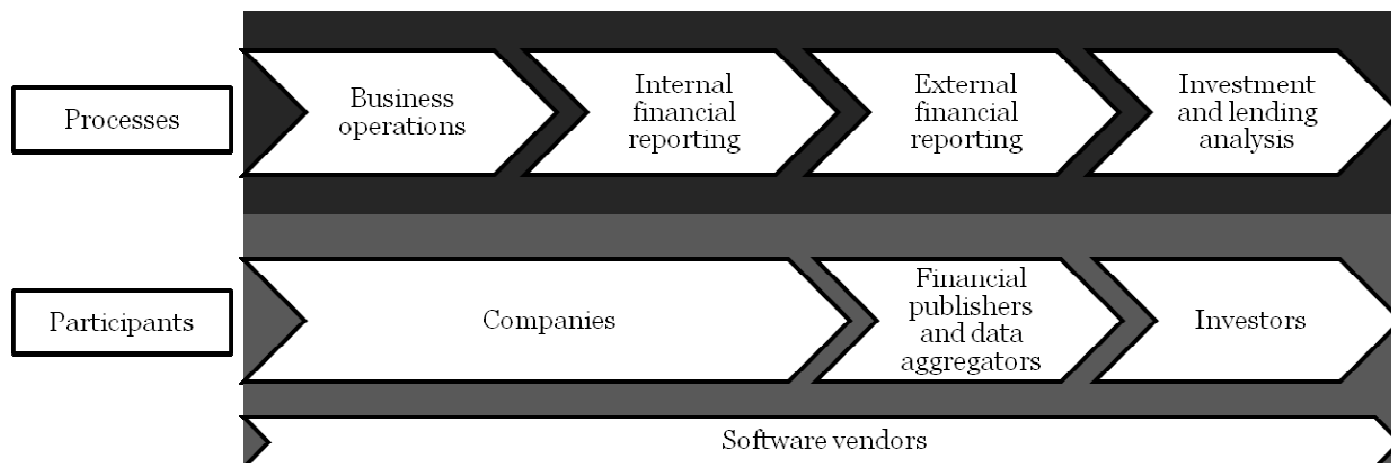 Processes
Business
operations
Internal
financial
reporting
External
financial
reporting
Investment
and lending
analysis
Participants
Companies
Financial
publishers
and data
aggregators
Investors
Software vendors